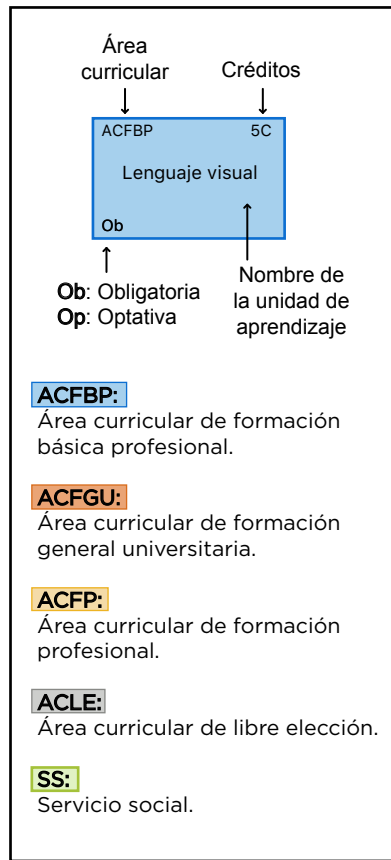 Área
curricular
Créditos
ACFBP 5C
Lenguaje visual
Ob
Ob: Obligatoria
Op: Optativa
Nombre de
la unidad de
aprendizaje
ACFBP:
Área curricular de formación
básica profesional.
ACFGU:
Área curricular de formación
general universitaria.
ACFP:
Área curricular de formación
profesional.
ACLE:
Área curricular de libre elección.
SS:
Servicio social.